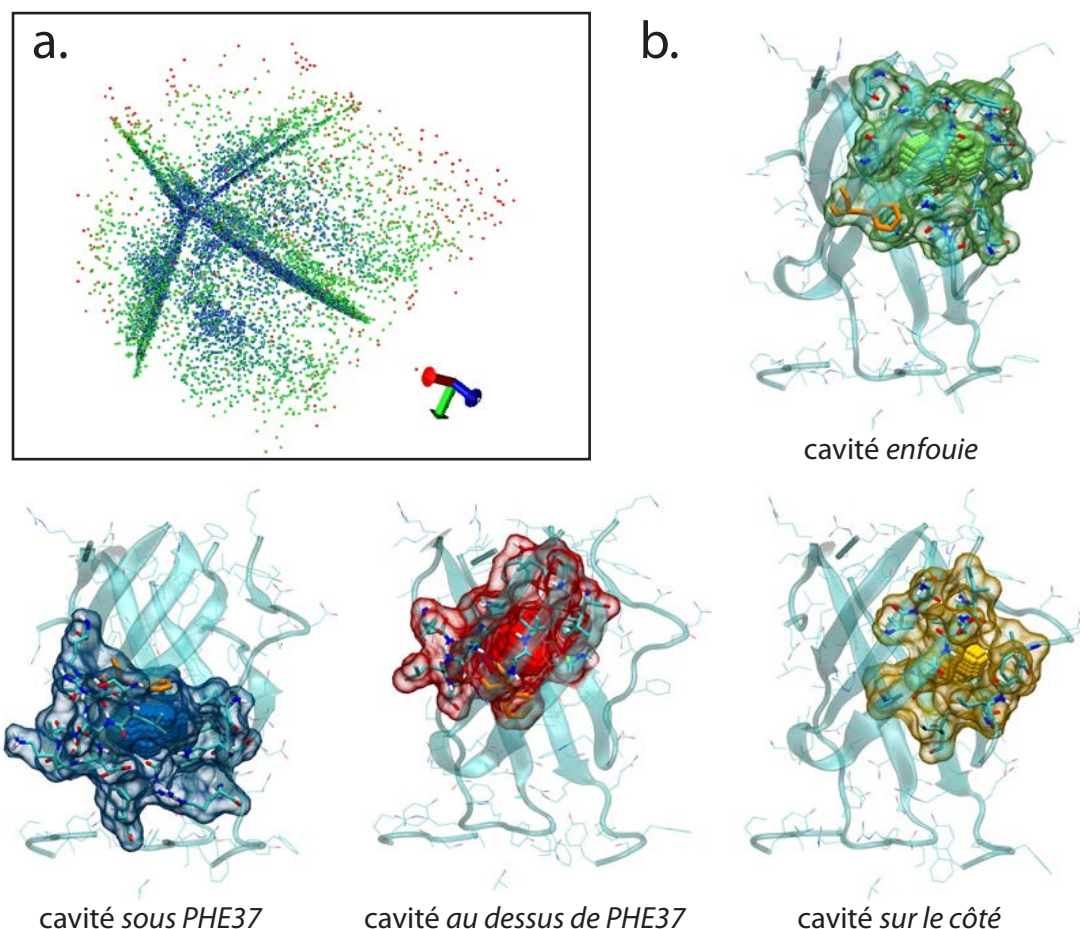 a.
b.
cavité enfouie
cavité sous PHE37
cavité au dessus de PHE37
cavité sur le côté